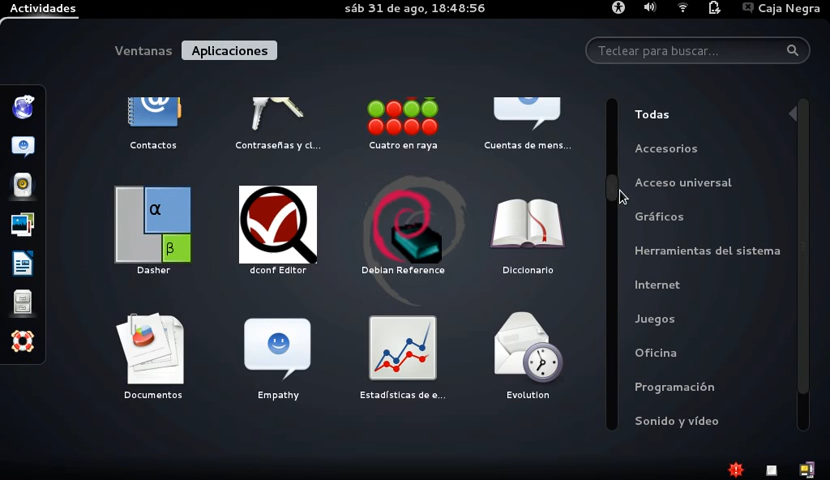 Actividades
sáb 31 de ago, 18:48:56
Caja Negra
Ventanas
Aplicaciones
Teclear para buscar...
Contactos
Contraseñas y cl...
Cuatro en raya
Cuentas de mens...
α
β
Dasher
dconf Editor
Debian Reference
Diccionario
Documentos
Empathy
Estadísticas de e...
Evolution
Todas
Accesorios
Acceso universal
Gráficos
Herramientas del sistema
Internet
Juegos
Oficina
Programación
Sonido y vídeo